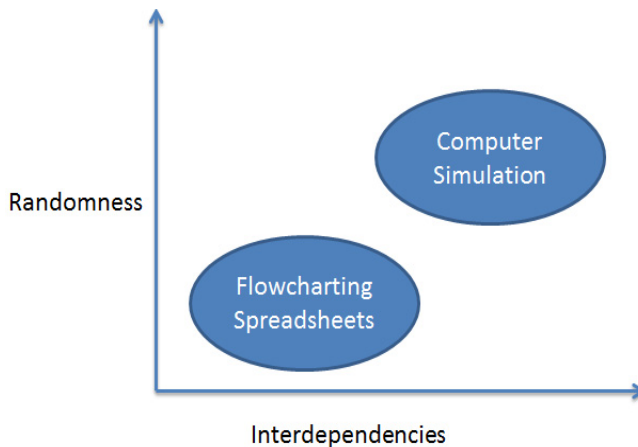 Computer
Simulation
Randomness
Flowcharting
Spreadsheets
Interdependencies